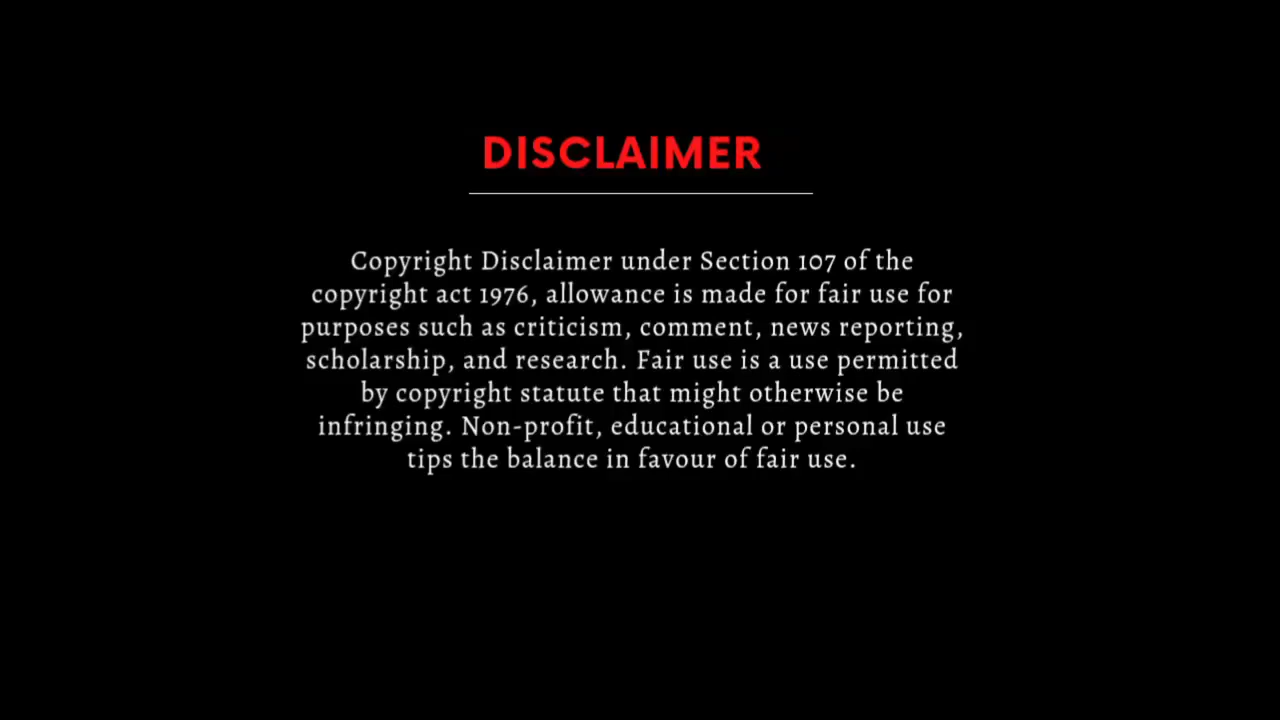 DISCLAIMER
Copyright Disclaimer under Section 107 of the
copyright act 1976, allowance is made for fair use for
purposes such as criticism, comment, news reporting,
scholarship, and research. Fair use is a use permitted
by copyright statute that might otherwise be
infringing. Non-profit, educational or personal use
tips the balance in favour of fair use.